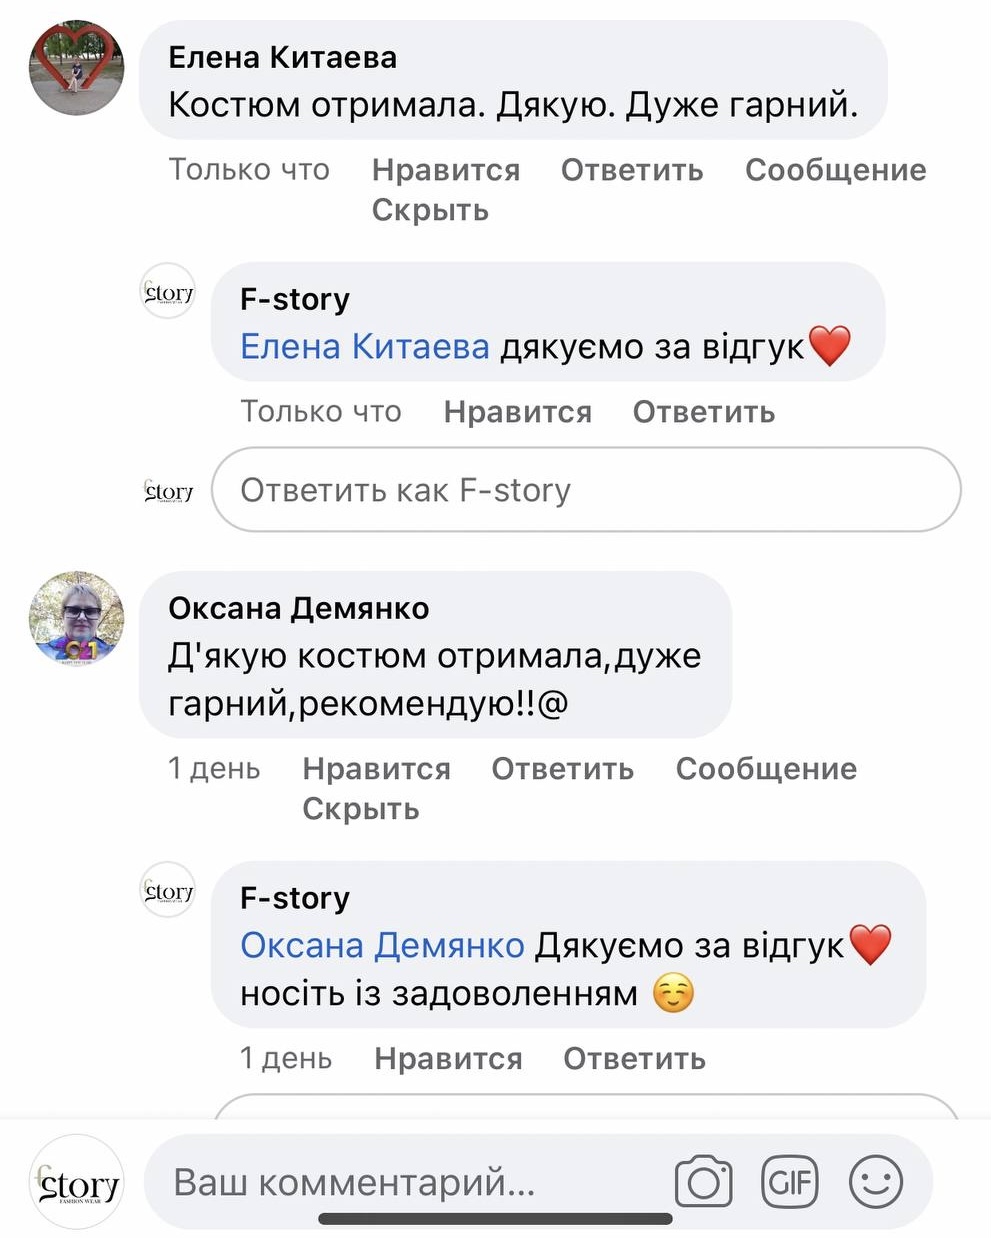 Елена Китаева
Костюм отримала. Дякую. Дуже гарний.
Только что Нравится Ответить Сообщение
Скрыть
story
F-story
Елена Китаева дякуємо за відгук❤️
Только что Нравится Ответить
story
Ответить как F-story
Оксана Демянко
Д'якую костюм отримала,дуже
гарний,рекомендую!!@
2021
1 день Нравится Ответить Сообщение
Скрыть
story
F-story
Оксана Демянко Дякуємо за відгук❤️
носіть із задоволенням ☺️
1 день Нравится Ответить
fstory
FASHION WEAR
Ваш комментарий...
GIF